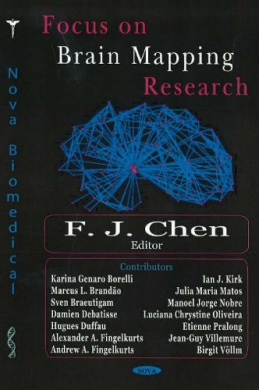 Focus on
Brain Mapping
Research
Nova Biomedical
F. J. Chen
Editor
Contributors
Karina Genaro Borelli
Marcus L. Brandão
Sven Braeutigam
Damien Debatisse
Hugues Duffau
Alexander A. Fingelkurts
Andrew A. Fingelkurts
Ian J. Kirk
Julia Maria Matos
Manoel Jorge Nobre
Luciana Chrystine Oliveira
Etienne Pralong
Jean-Guy Villemure
Birgit Völlm
NOVA